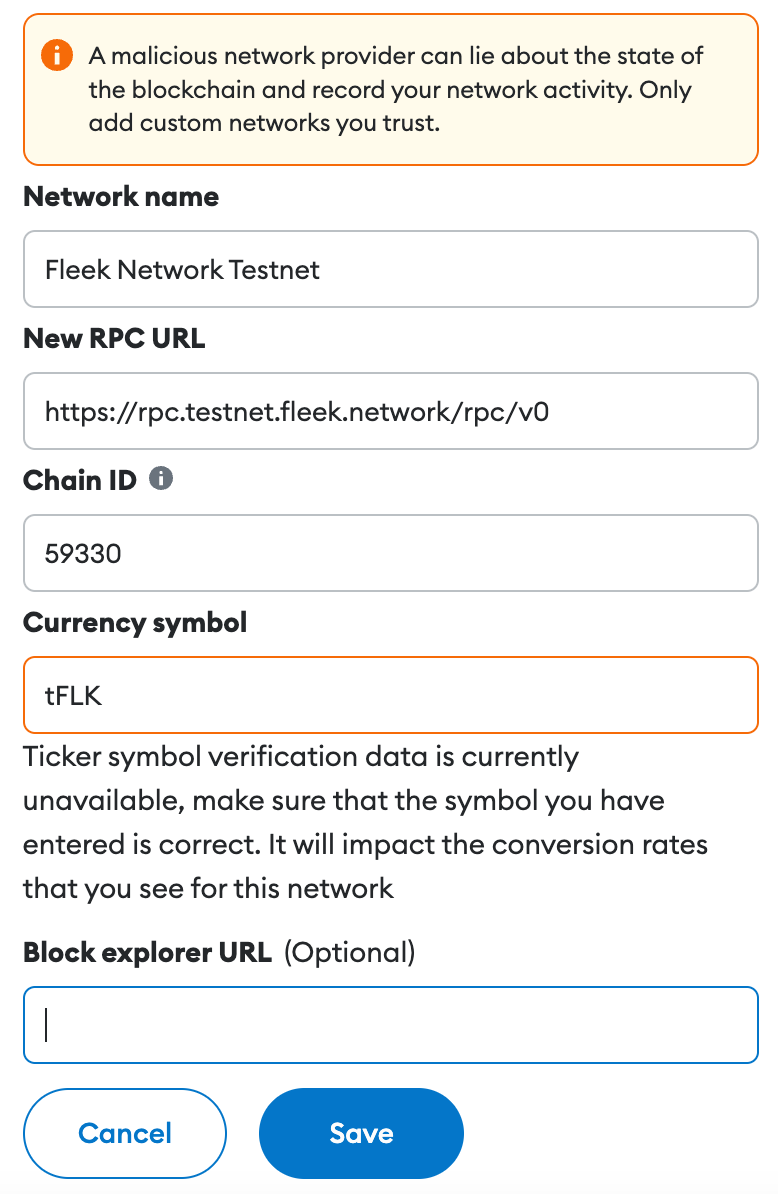 A malicious network provider can lie about the state of
the blockchain and record your network activity. Only
add custom networks you trust.
Network name
Fleek Network Testnet
New RPC URL
https://rpc.testnet.fleek.network/rpc/v0
Chain ID
59330
Currency symbol
tFLK
Ticker symbol verification data is currently
unavailable, make sure that the symbol you have
entered is correct. It will impact the conversion rates
that you see for this network
Block explorer URL (Optional)
Cancel
Save